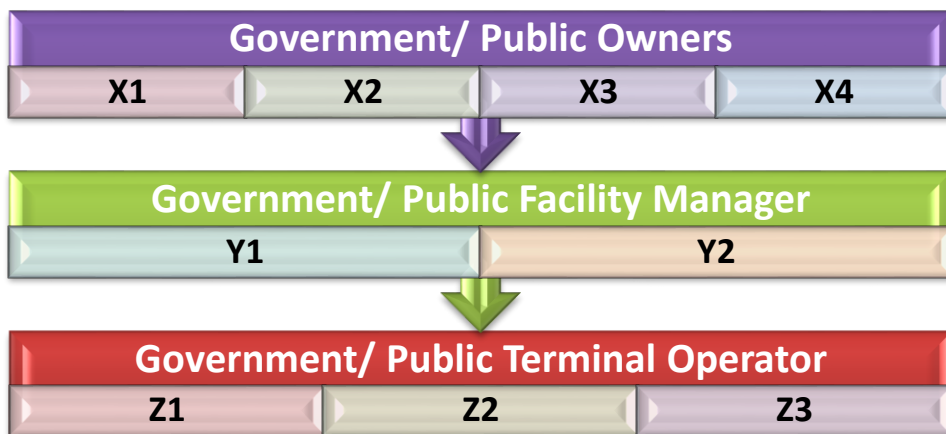 Government/ Public Owners
X1 X2 X3 X4
Government/ Public Facility Manager
Y1 Y2
Government/ Public Terminal Operator
Z1 Z2 Z3